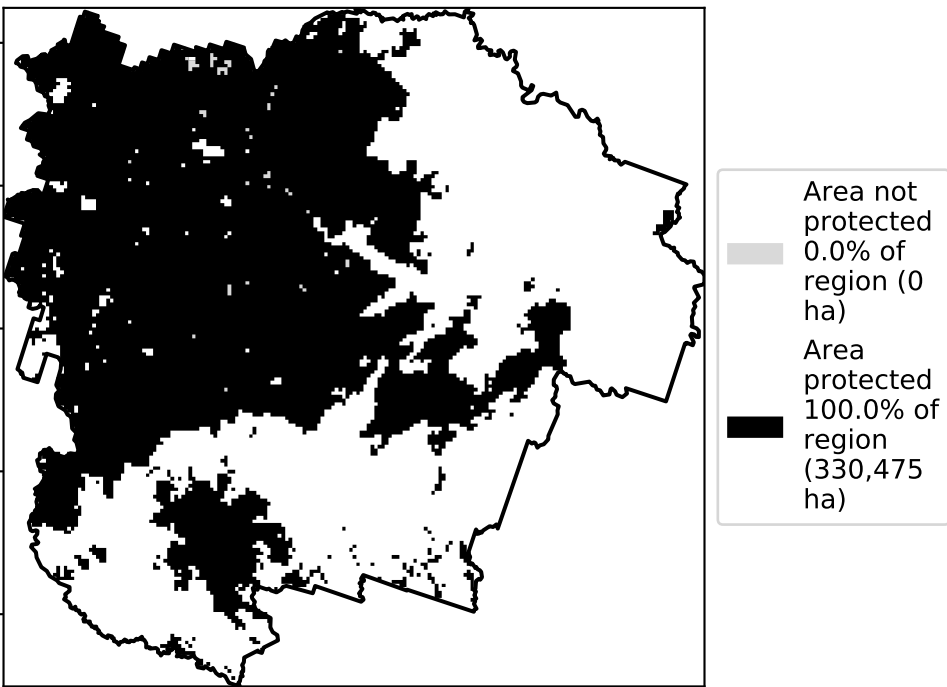 Area not
protected
0.0% of
region (0
ha)
Area
protected
100.0% of
region
(330,475
ha)